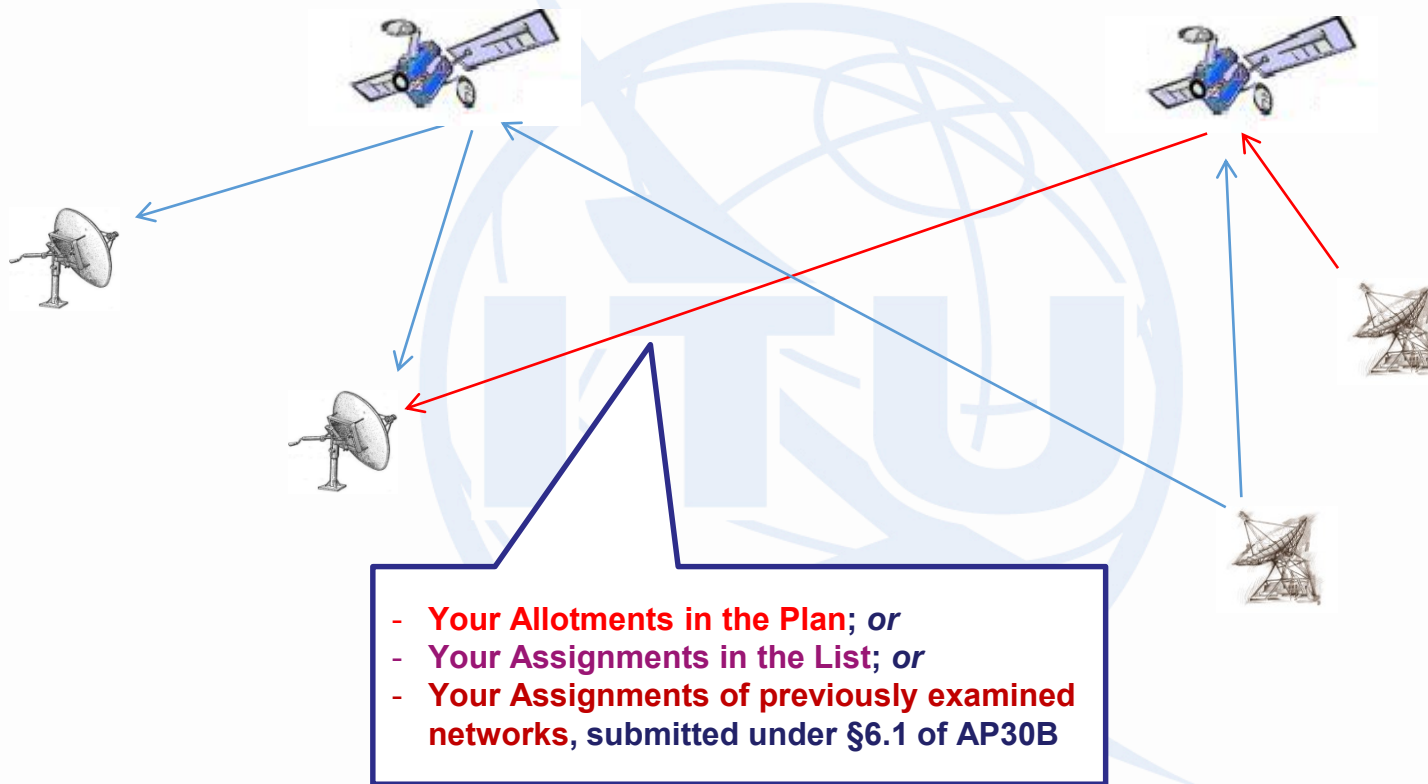 ITU
- Your Allotments in the Plan; or
- Your Assignments in the List; or
- Your Assignments of previously examined
networks, submitted under §6.1 of AP30B